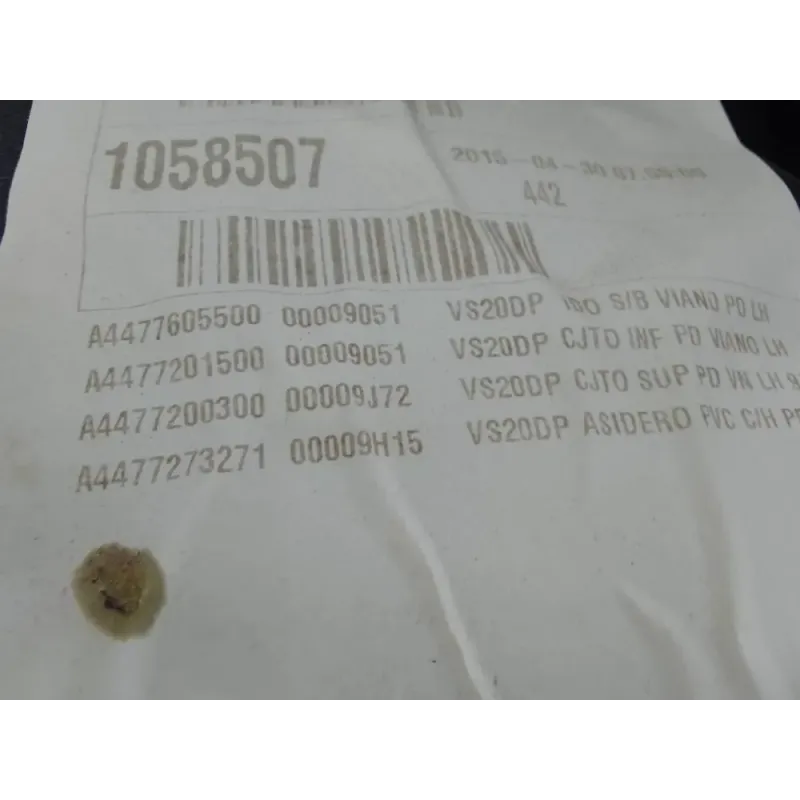 1058507
2015-04-30
442
A4477605500 00009051 VS20DP ISO S/B VIANO PD LH
A4477201500 00009051 VS20DP CJTO INF PD VIANO LH
A4477200300 00009J72 VS20DP CJTO SUP PD VN LH
A4477273271 00009H15 VS20DP ASIDERO PVC C/H